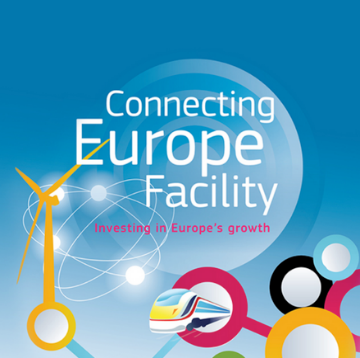 Connecting
Europe
Facility
Investing in Europe's growth